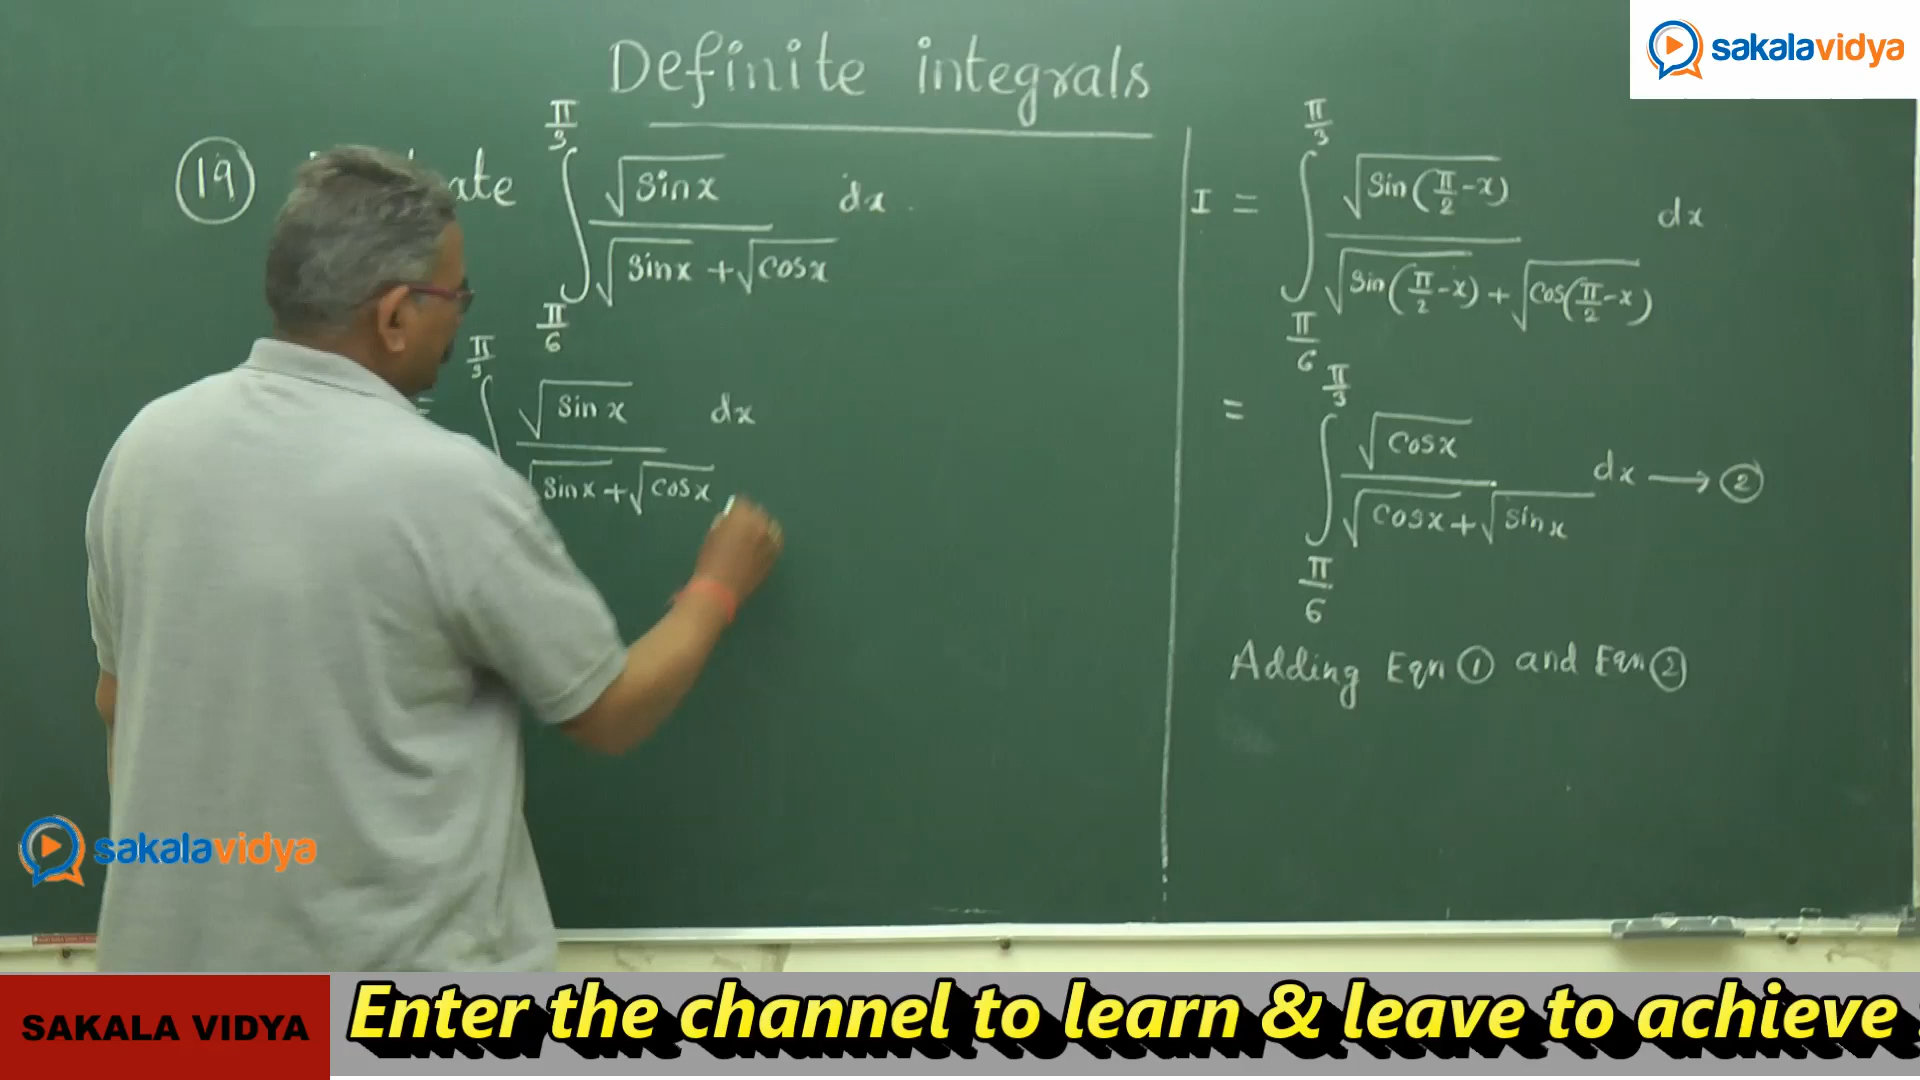 Definite integrals
19 ate ∫_{π/6}^{π/3} √Sinx / (√Sinx + √Cosx) dx .
= ∫^{π/3} √Sinx / (√Sinx + √Cosx) dx
I = ∫_{π/6}^{π/3} √Sin(π/2-x) / (√Sin(π/2-x) + √Cos(π/2-x)) dx
= ∫_{π/6}^{π/3} √Cosx / (√Cosx + √Sinx) dx → 2
Adding Eqn 1 and Eqn 2
sakalavidya
sakalavidya
SAKALA VIDYA
Enter the channel to learn & leave to achieve